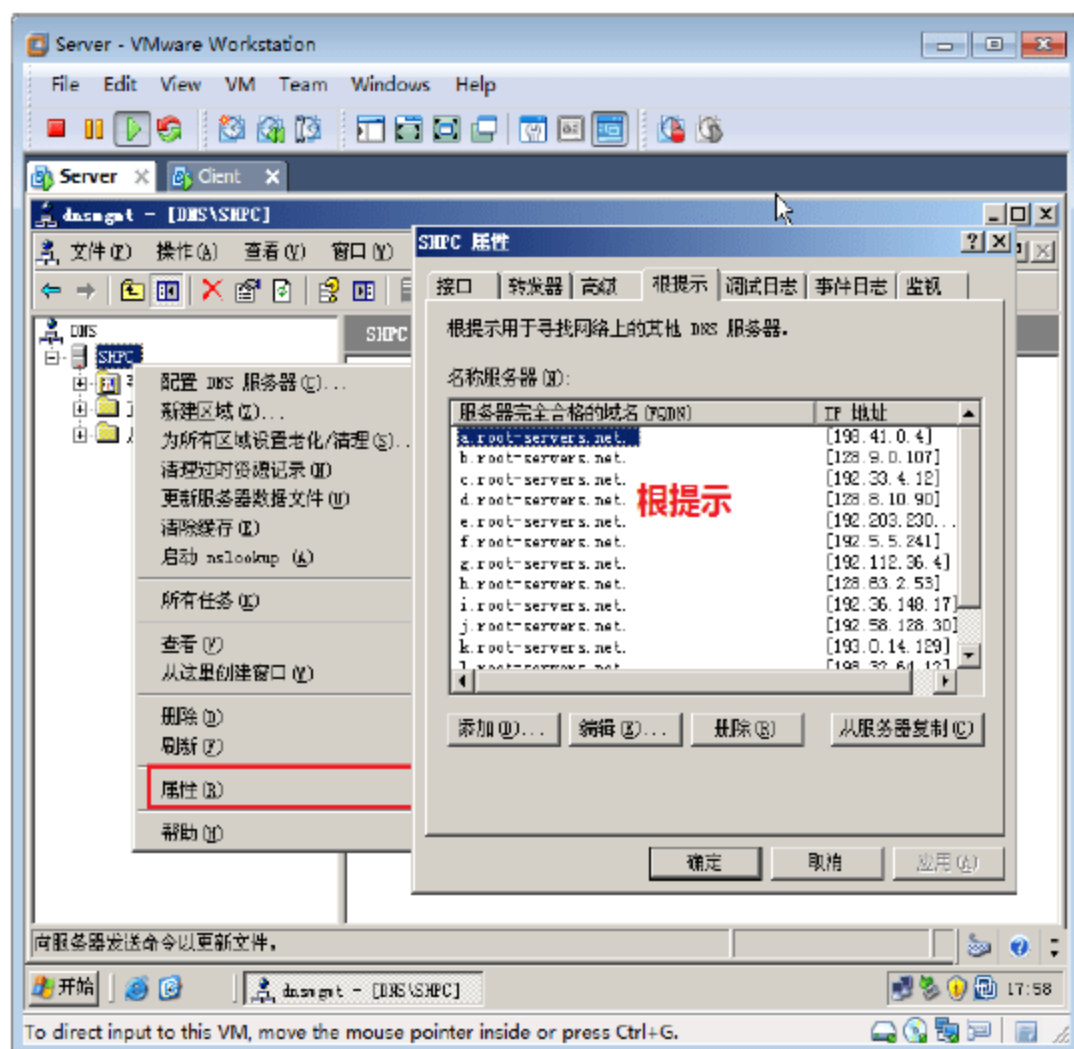 Server - VMware Workstation
File Edit View VM Team Windows Help
Server Client
dnsmgmt - [DNS\SHPC]
文件(F) 操作(A) 查看(V) 窗口(W)
DNS
SHPC
SHPC
配置 DNS 服务器(C)...
新建区域(Z)...
为所有区域设置老化/清理(S)...
清理过时资源记录(N)
更新服务器数据文件(U)
清除缓存(E)
启动 nslookup (A)
所有任务(K)
查看(V)
从这里创建窗口(W)
删除(D)
刷新(F)
属性(R)
帮助(H)
SHPC 属性
接口 转发器 高级 根提示 调试日志 事件日志 监视
根提示用于寻找网络上的其他 DNS 服务器。
名称服务器(N):
服务器完全合格的域名(FQDN) IP 地址
a.root-servers.net. [198.41.0.4]
b.root-servers.net. [128.9.0.107]
c.root-servers.net. [192.33.4.12]
d.root-servers.net. [128.8.10.90]
e.root-servers.net. [192.203.230...
f.root-servers.net. [192.5.5.241]
g.root-servers.net. [192.112.36.4]
h.root-servers.net. [128.63.2.53]
i.root-servers.net. [192.36.148.17]
j.root-servers.net. [192.58.128.30]
k.root-servers.net. [193.0.14.129]
l.root-servers.net. [198.32.64.12]
根提示
添加(D)... 编辑(E)... 删除(R) 从服务器复制(C)
确定 取消 应用(A)
向服务器发送命令以更新文件。
开始 dnsmgmt - [DNS\SHPC] 17:58
To direct input to this VM, move the mouse pointer inside or press Ctrl+G.